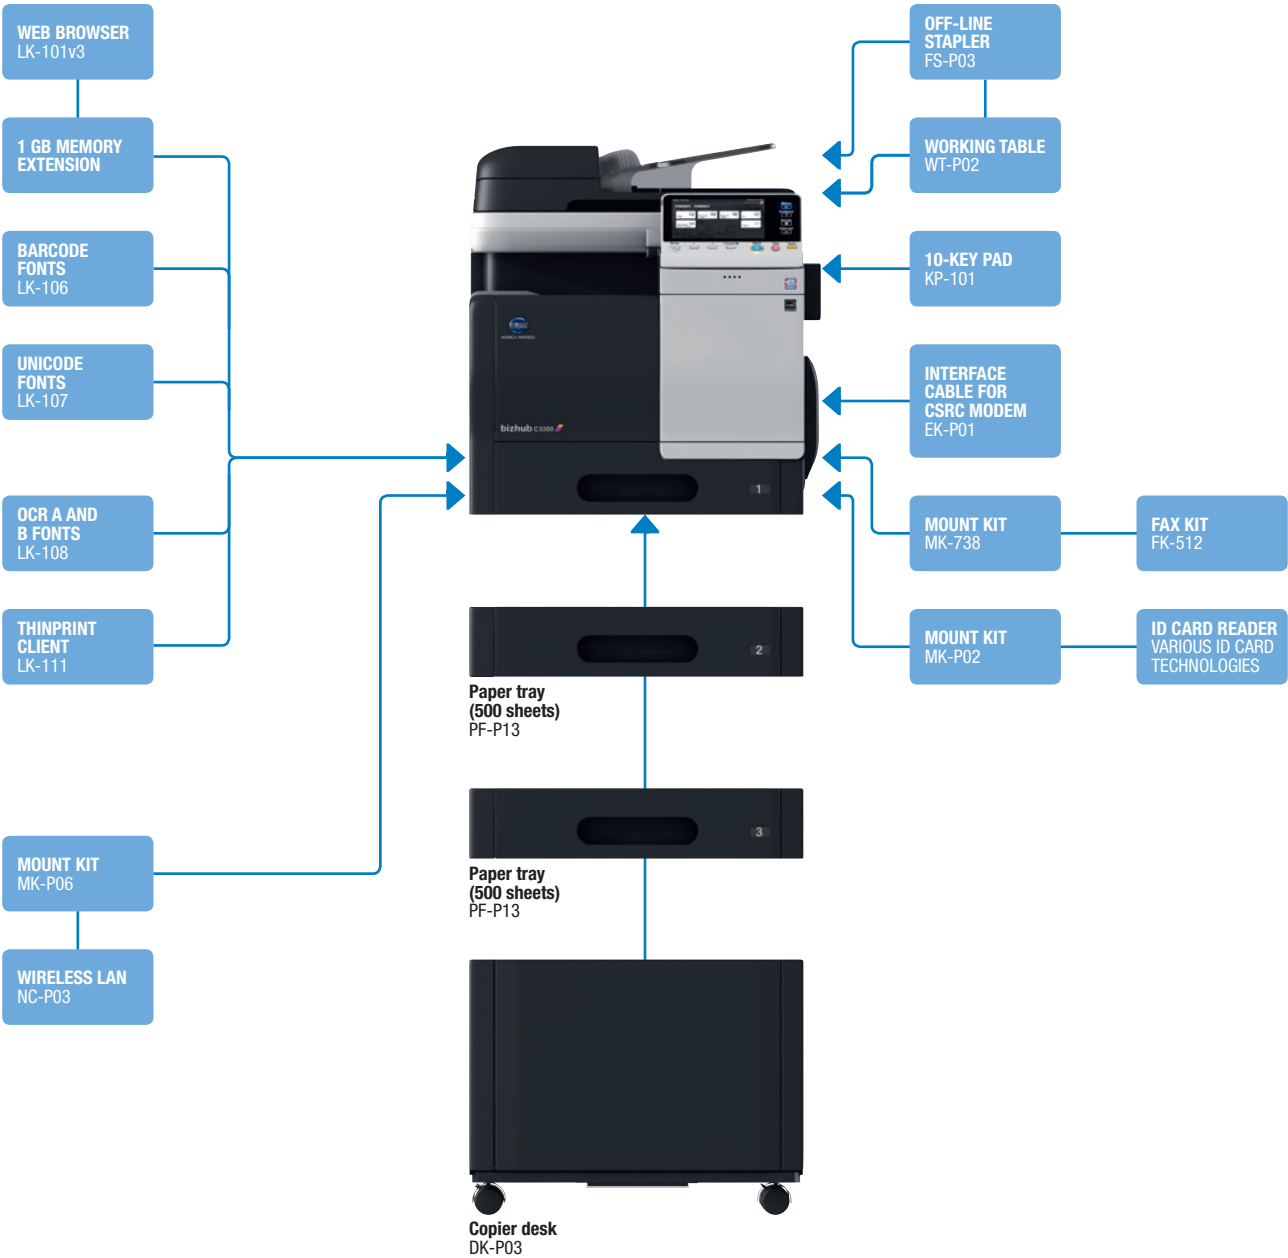 WEB BROWSER
LK-101v3
1 GB MEMORY
EXTENSION
BARCODE
FONTS
LK-106
UNICODE
FONTS
LK-107
OCR A AND
B FONTS
LK-108
THINPRINT
CLIENT
LK-111
MOUNT KIT
MK-P06
WIRELESS LAN
NC-P03
KONICA MINOLTA
bizhub C3350
1
2
Paper tray
(500 sheets)
PF-P13
3
Paper tray
(500 sheets)
PF-P13
Copier desk
DK-P03
OFF-LINE
STAPLER
FS-P03
WORKING TABLE
WT-P02
10-KEY PAD
KP-101
INTERFACE
CABLE FOR
CSRC MODEM
EK-P01
MOUNT KIT
MK-738
FAX KIT
FK-512
MOUNT KIT
MK-P02
ID CARD READER
VARIOUS ID CARD
TECHNOLOGIES